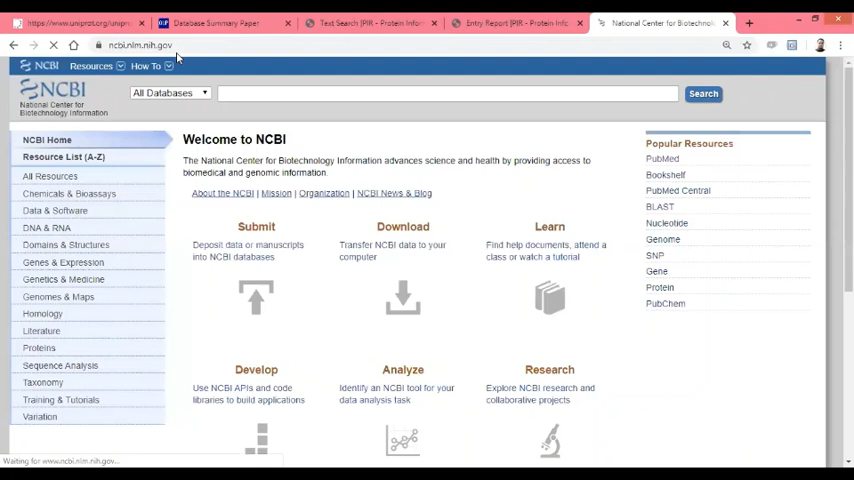 https://www.uniprot.org/unipr
Database Summary Paper
Text Search [PIR - Protein Inforn
Entry Report [PIR - Protein Info
National Center for Biotechnolo
ncbi.nlm.nih.gov
NCBI Resources How To
NCBI
National Center for
Biotechnology Information
All Databases
Search
NCBI Home
Resource List (A-Z)
All Resources
Chemicals & Bioassays
Data & Software
DNA & RNA
Domains & Structures
Genes & Expression
Genetics & Medicine
Genomes & Maps
Homology
Literature
Proteins
Sequence Analysis
Taxonomy
Training & Tutorials
Variation
Welcome to NCBI
The National Center for Biotechnology Information advances science and health by providing access to
biomedical and genomic information.
About the NCBI | Mission | Organization | NCBI News & Blog
Submit
Deposit data or manuscripts
into NCBI databases
Download
Transfer NCBI data to your
computer
Learn
Find help documents, attend a
class or watch a tutorial
Develop
Use NCBI APIs and code
libraries to build applications
Analyze
Identify an NCBI tool for your
data analysis task
Research
Explore NCBI research and
collaborative projects
Popular Resources
PubMed
Bookshelf
PubMed Central
BLAST
Nucleotide
Genome
SNP
Gene
Protein
PubChem
Waiting for www.ncbi.nlm.nih.gov...